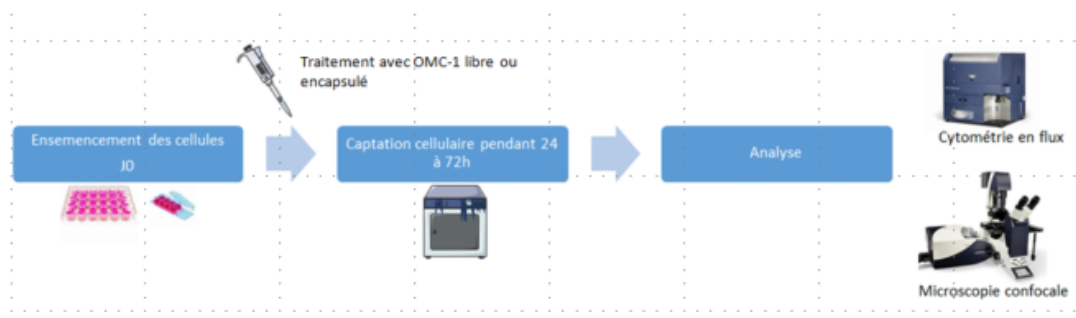 Traitement avec OMC-1 libre ou
encapsulé
Ensemencement des cellules
J0
Captation cellulaire pendant 24
à 72h
Analyse
Cytométrie en flux
Microscopie confocale